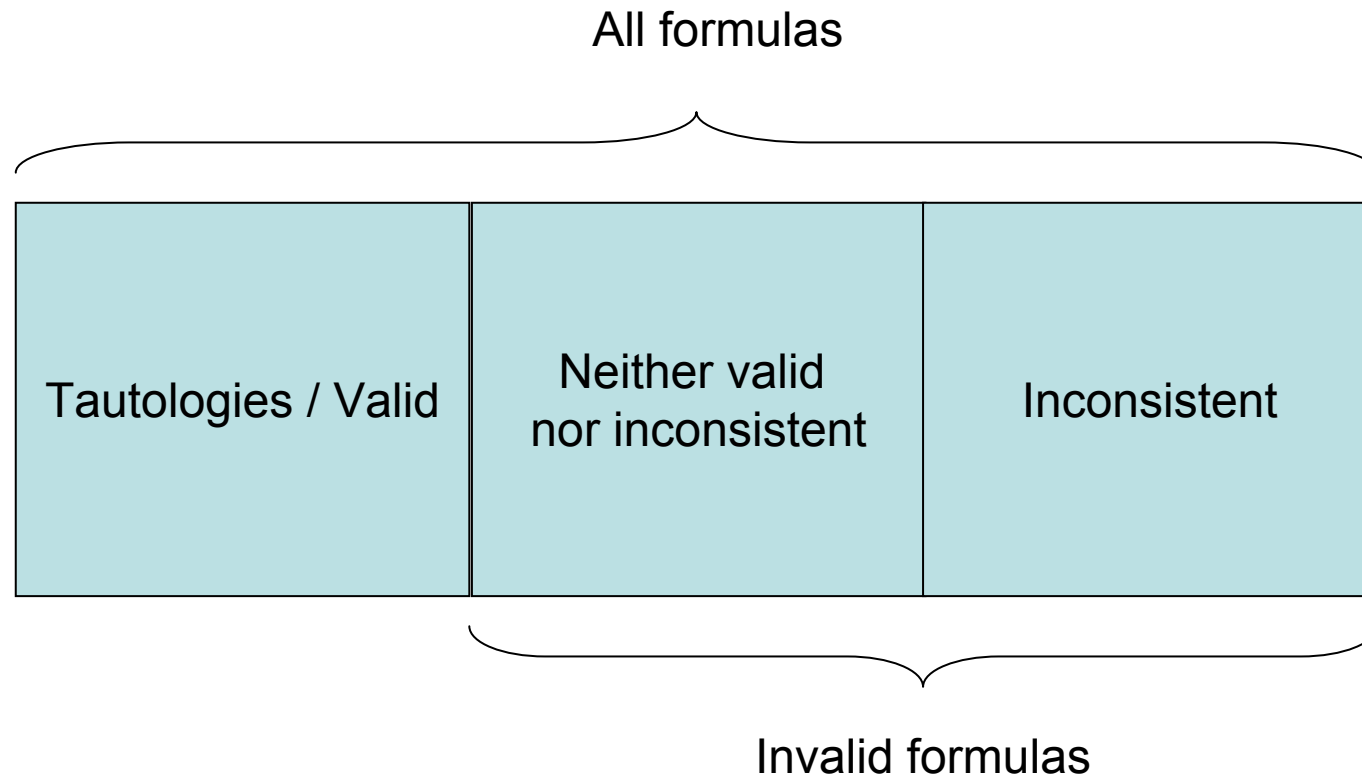 All formulas
Tautologies / Valid
Neither valid
nor inconsistent
Inconsistent
Invalid formulas